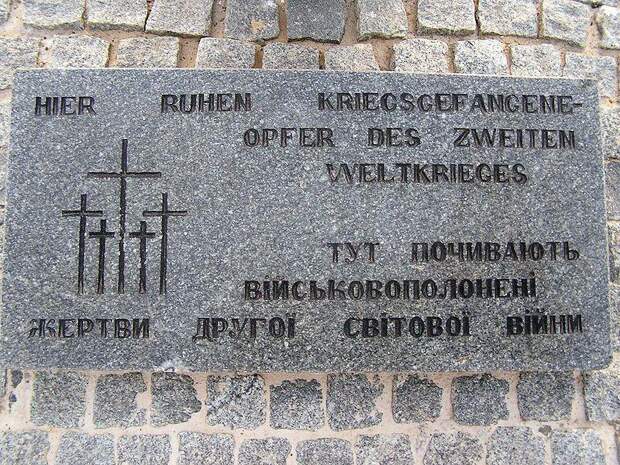 HIER RUHEN KRIEGSGEFANGENE-
OPFER DES ZWEITEN
WELTKRIEGES
ТУТ ПОЧИВАЮТЬ
ВІЙСЬКОВОПОЛОНЕНІ
ЖЕРТВИ ДРУГОЇ СВІТОВОЇ ВІЙНИ